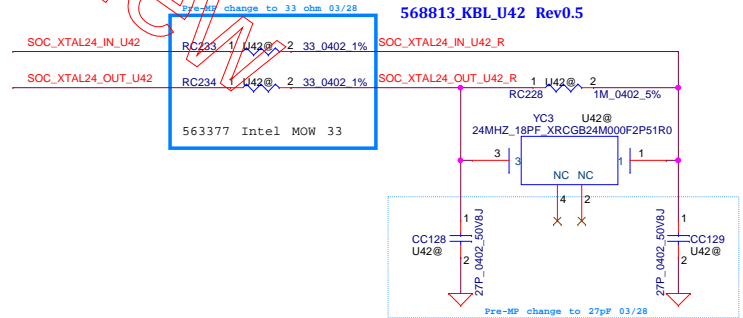 Pre-MP change to 33 ohm 03/28
568813_KBL_U42 Rev0.5
SOC_XTAL24_IN_U42
RC233 1 U42@ 2 33_0402_1%
SOC_XTAL24_IN_U42_R
SOC_XTAL24_OUT_U42
RC234 1 U42@ 2 33_0402_1%
SOC_XTAL24_OUT_U42_R
1 U42@ 2
RC228 1M_0402_5%
563377 Intel MOW 33
YC3 U42@
24MHZ_18PF_XRCGB24M000F2P51R0
3 3 1 1
NC NC
4 2
1
CC128
U42@
2
27P_0402_50V8J
1
CC129
U42@
2
27P_0402_50V8J
Pre-MP change to 27pF 03/28